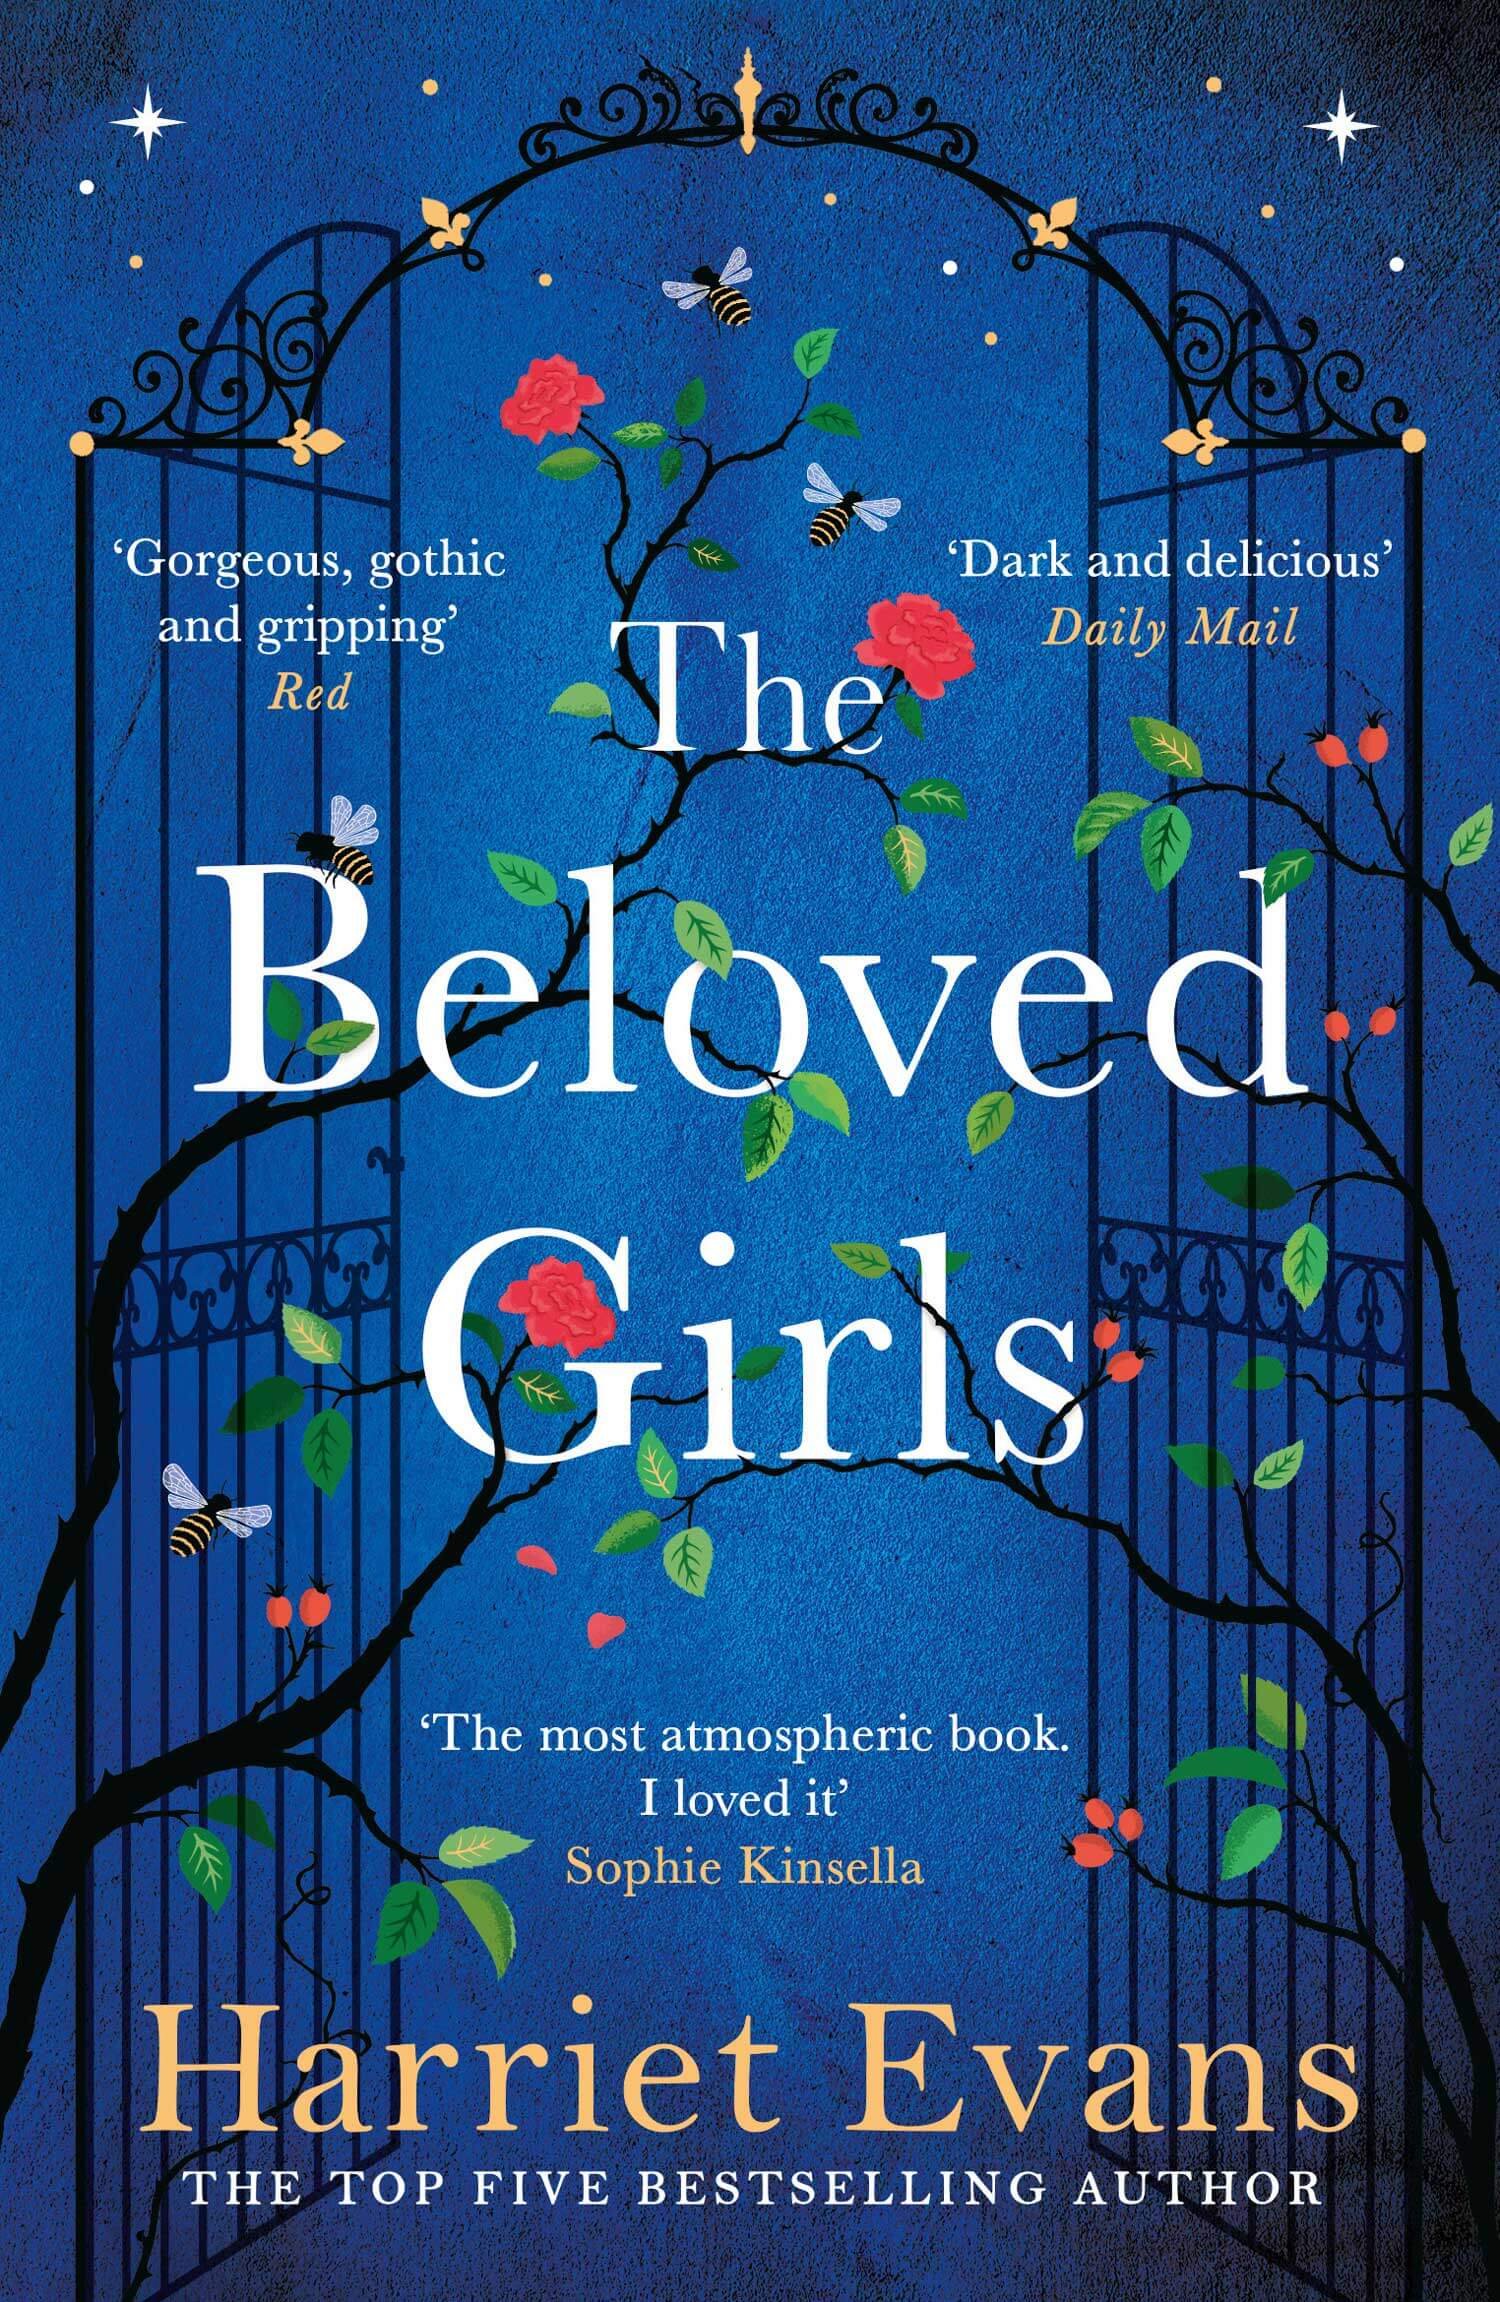 ‘Gorgeous, gothic
and gripping’
Red
‘Dark and delicious’
Daily Mail
The
Beloved
Girls
‘The most atmospheric book.
I loved it’
Sophie Kinsella
Harriet Evans
THE TOP FIVE BESTSELLING AUTHOR